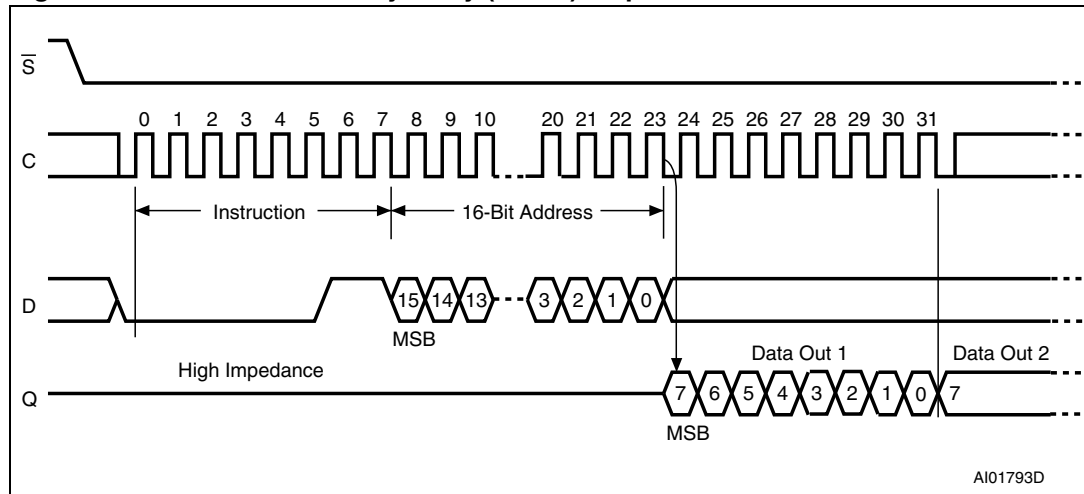 S
0 1 2 3 4 5 6 7 8 9 10 20 21 22 23 24 25 26 27 28 29 30 31
C
Instruction 16-Bit Address
D
15 14 13 3 2 1 0
MSB
High Impedance Data Out 1 Data Out 2
Q
7 6 5 4 3 2 1 0 7
MSB
AI01793D